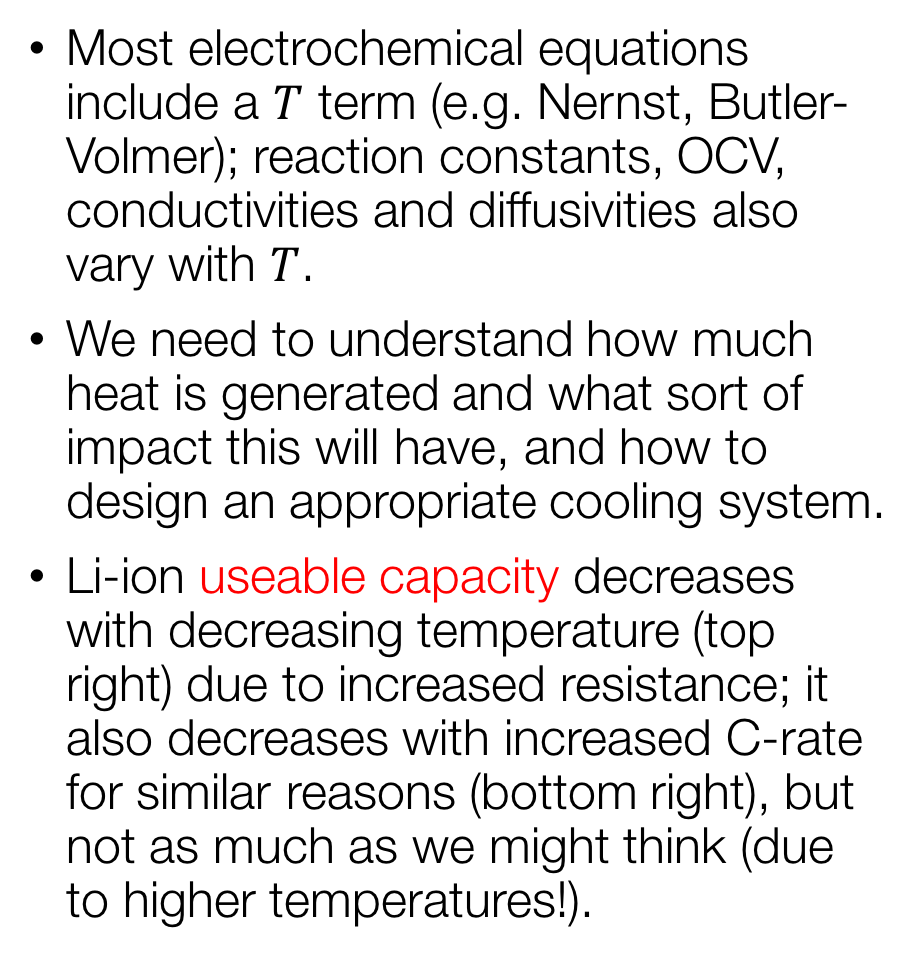 • Most electrochemical equations
include a T term (e.g. Nernst, Butler-
Volmer); reaction constants, OCV,
conductivities and diffusivities also
vary with T.
• We need to understand how much
heat is generated and what sort of
impact this will have, and how to
design an appropriate cooling system.
• Li-ion useable capacity decreases
with decreasing temperature (top
right) due to increased resistance; it
also decreases with increased C-rate
for similar reasons (bottom right), but
not as much as we might think (due
to higher temperatures!).